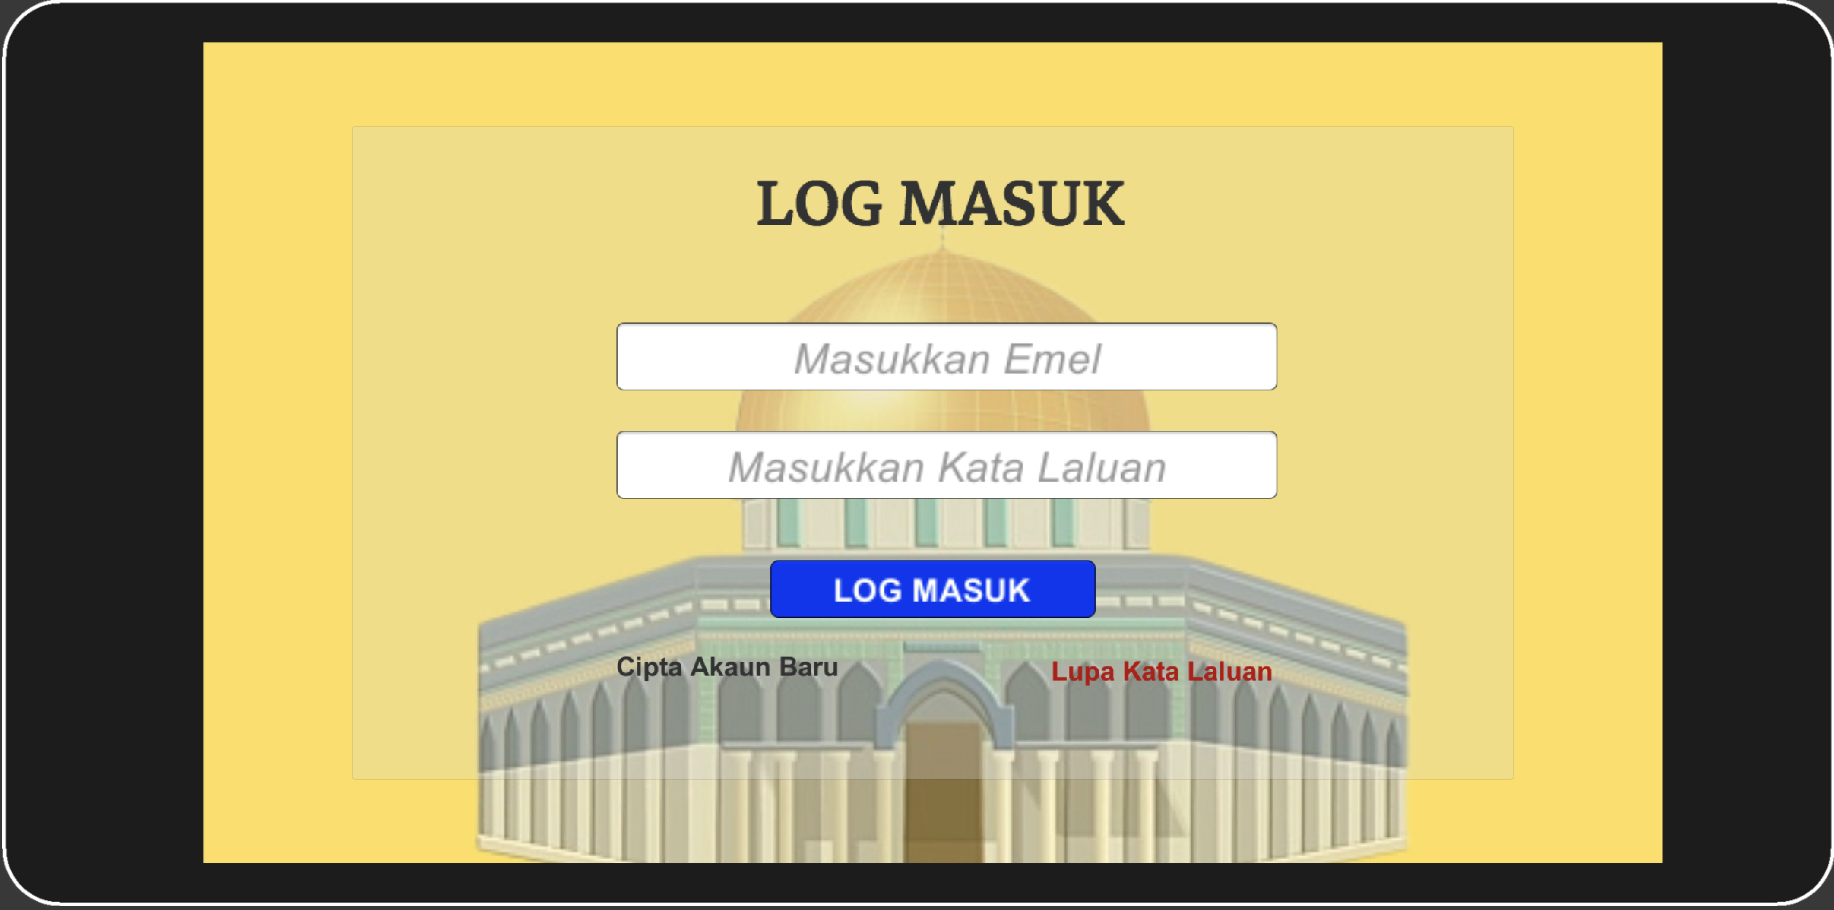 LOG MASUK
Masukkan Emel
Masukkan Kata Laluan
LOG MASUK
Cipta Akaun Baru
Lupa Kata Laluan